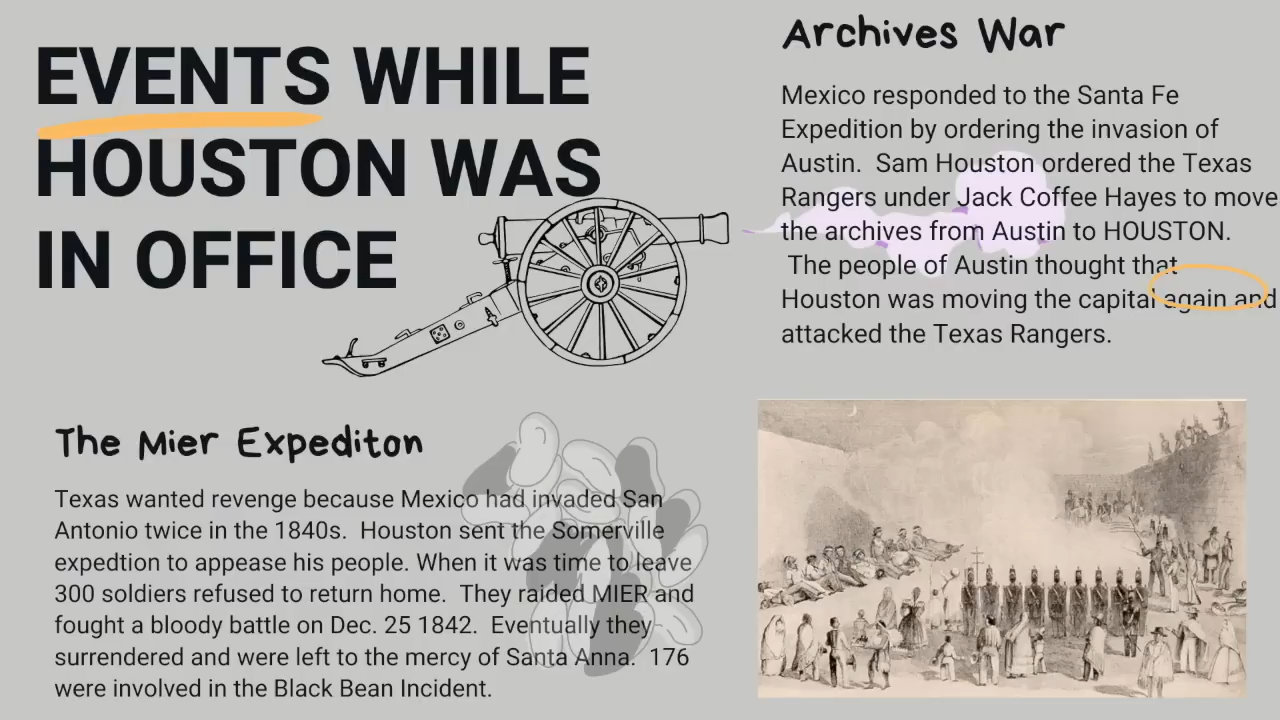 EVENTS WHILE
HOUSTON WAS
IN OFFICE
Archives War
Mexico responded to the Santa Fe
Expedition by ordering the invasion of
Austin.  Sam Houston ordered the Texas
Rangers under Jack Coffee Hayes to move
the archives from Austin to HOUSTON.
The people of Austin thought that
Houston was moving the capital again and
attacked the Texas Rangers.
The Mier Expediton
Texas wanted revenge because Mexico had invaded San
Antonio twice in the 1840s.  Houston sent the Somerville
expedtion to appease his people. When it was time to leave
300 soldiers refused to return home.  They raided MIER and
fought a bloody battle on Dec. 25 1842.  Eventually they
surrendered and were left to the mercy of Santa Anna.  176
were involved in the Black Bean Incident.